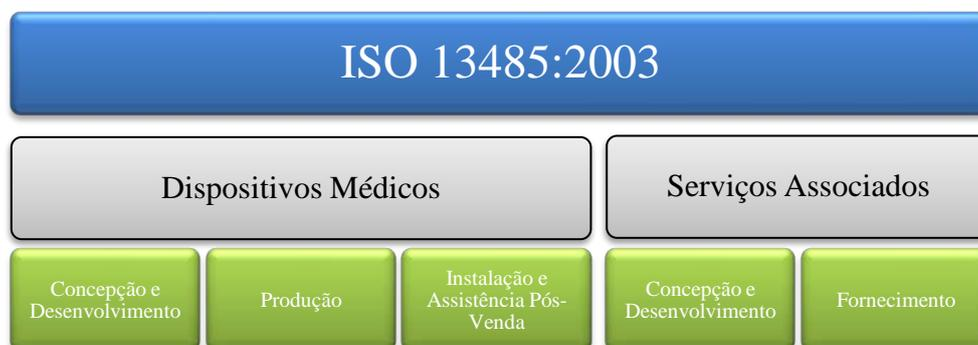 ISO 13485:2003
Dispositivos Médicos
Serviços Associados
Concepção e
Desenvolvimento
Produção
Instalação e
Assistência Pós-
Venda
Concepção e
Desenvolvimento
Fornecimento